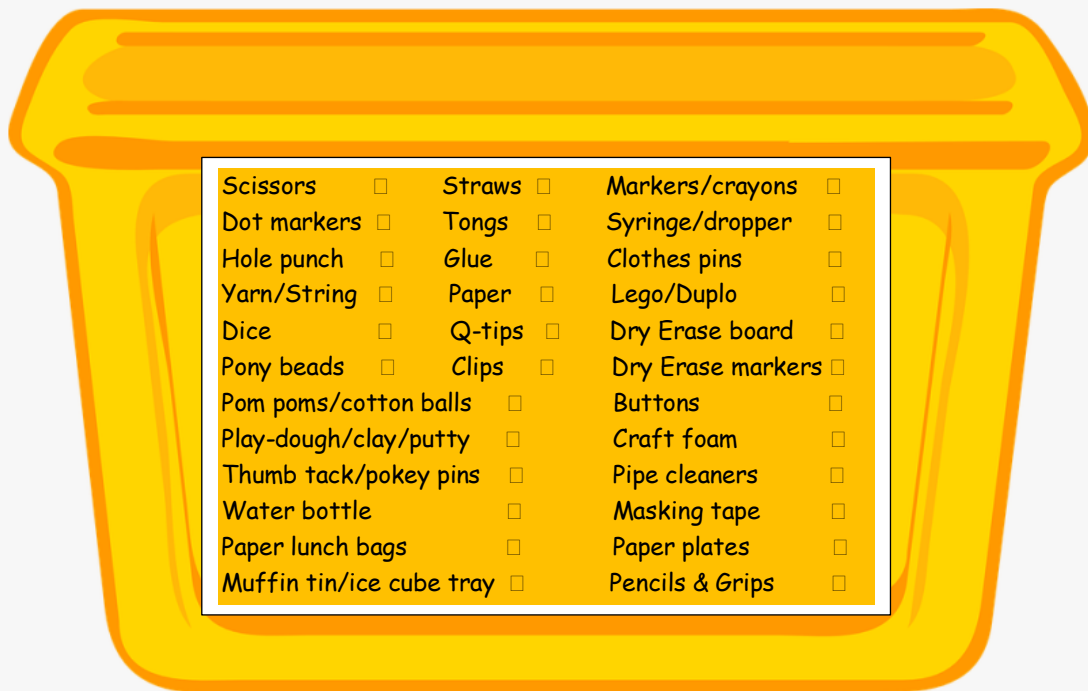 Scissors □ Straws □ Markers/crayons □
Dot markers □ Tongs □ Syringe/dropper □
Hole punch □ Glue □ Clothes pins □
Yarn/String □ Paper □ Lego/Duplo □
Dice □ Q-tips □ Dry Erase board □
Pony beads □ Clips □ Dry Erase markers □
Pom poms/cotton balls □ Buttons □
Play-dough/clay/putty □ Craft foam □
Thumb tack/pokey pins □ Pipe cleaners □
Water bottle □ Masking tape □
Paper lunch bags □ Paper plates □
Muffin tin/ice cube tray □ Pencils & Grips □